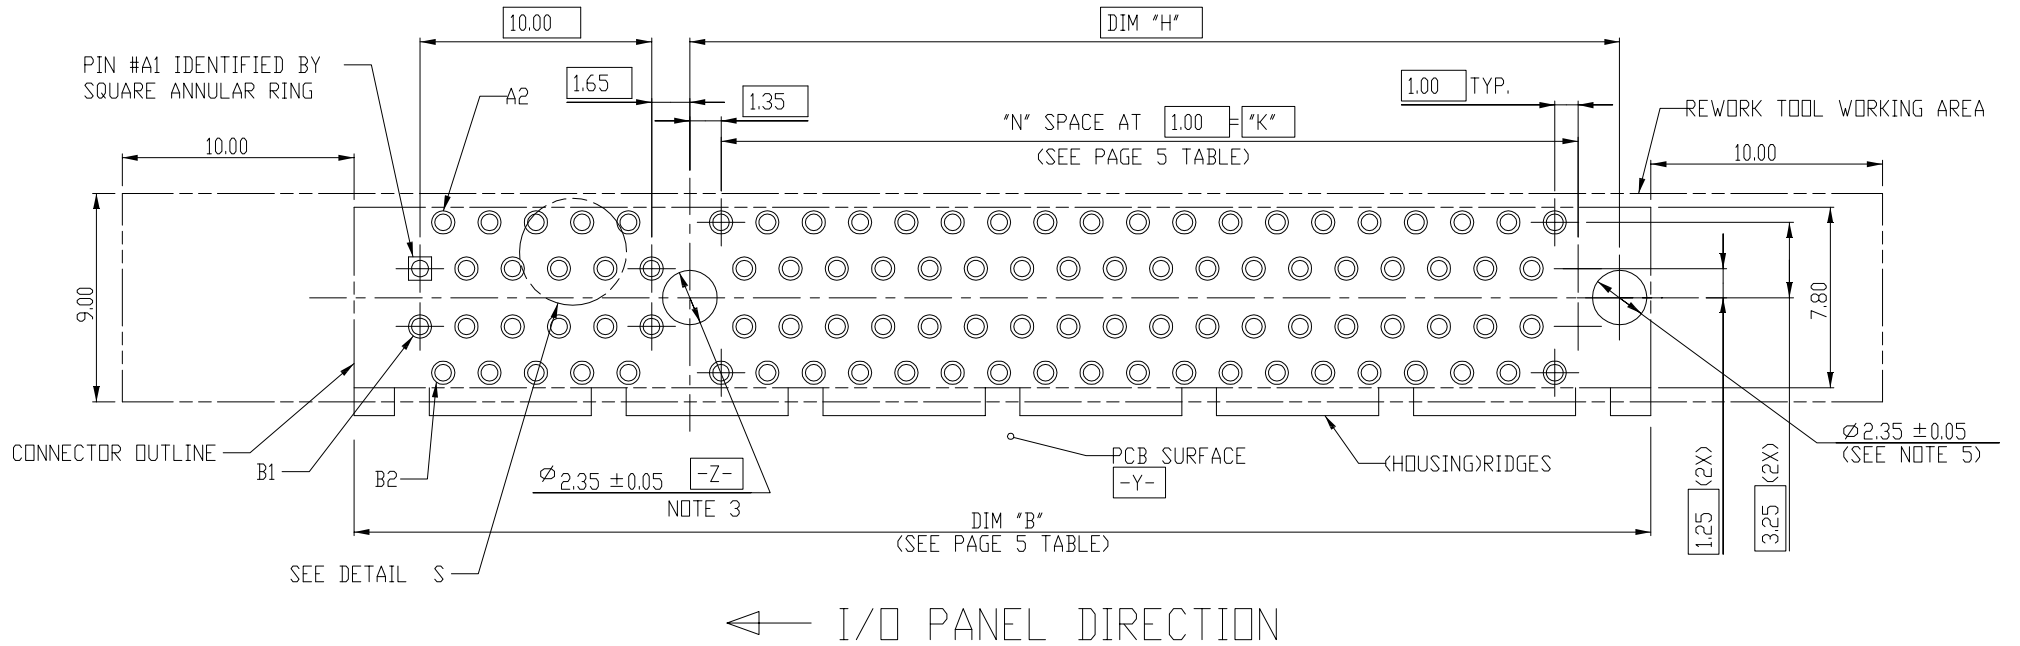 10.00
DIM "H"
PIN #A1 IDENTIFIED BY
SQUARE ANNULAR RING
A2
1.65
1.35
1.00 TYP.
"N" SPACE AT 1.00 = "K"
(SEE PAGE 5 TABLE)
REWORK TOOL WORKING AREA
10.00
10.00
9.00
7.80
CONNECTOR OUTLINE
B1
B2
Ø2.35 ±0.05 -Z-
NOTE 3
PCB SURFACE
-Y-
(HOUSING)RIDGES
Ø2.35 ±0.05
(SEE NOTE 5)
1.25 (2X)
3.25 (2X)
DIM "B"
(SEE PAGE 5 TABLE)
SEE DETAIL S
I/O PANEL DIRECTION